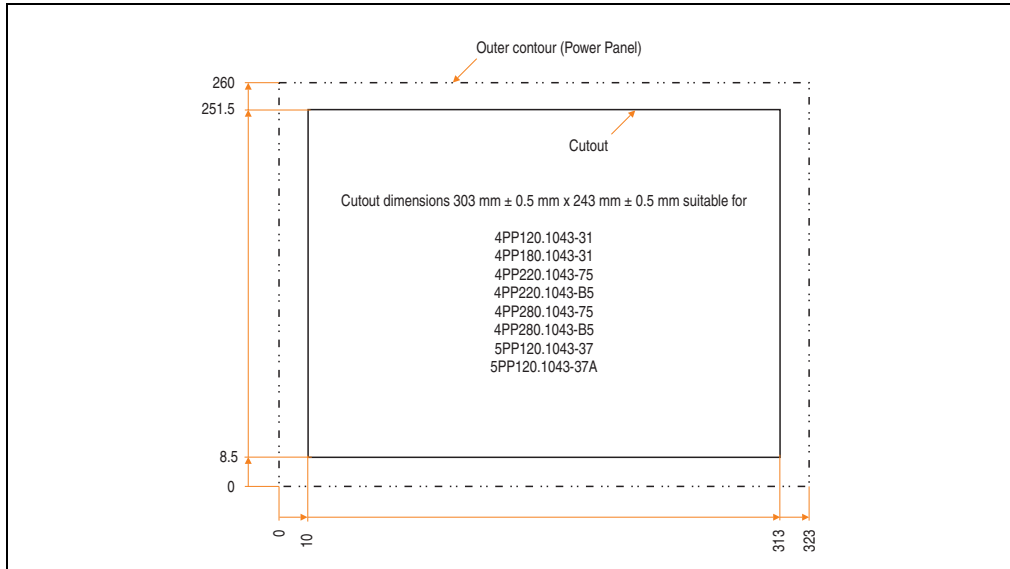 Outer contour (Power Panel)
260
251.5
Cutout
Cutout dimensions 303 mm ± 0.5 mm x 243 mm ± 0.5 mm suitable for
4PP120.1043-31
4PP180.1043-31
4PP220.1043-75
4PP220.1043-B5
4PP280.1043-75
4PP280.1043-B5
5PP120.1043-37
5PP120.1043-37A
8.5
0
0
10
313
323